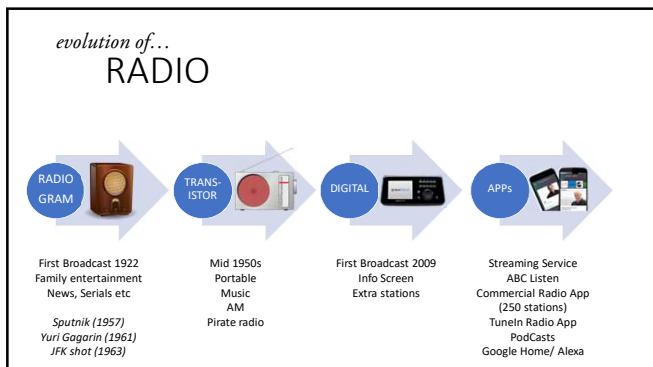 evolution of…
RADIO
RADIO
GRAM
TRANS-
ISTOR
DIGITAL
APPs
First Broadcast 1922
Family entertainment
News, Serials etc
Sputnik (1957)
Yuri Gagarin (1961)
JFK shot (1963)
Mid 1950s
Portable
Music
AM
Pirate radio
First Broadcast 2009
Info Screen
Extra stations
Streaming Service
ABC Listen
Commercial Radio App
(250 stations)
TuneIn Radio App
PodCasts
Google Home/ Alexa